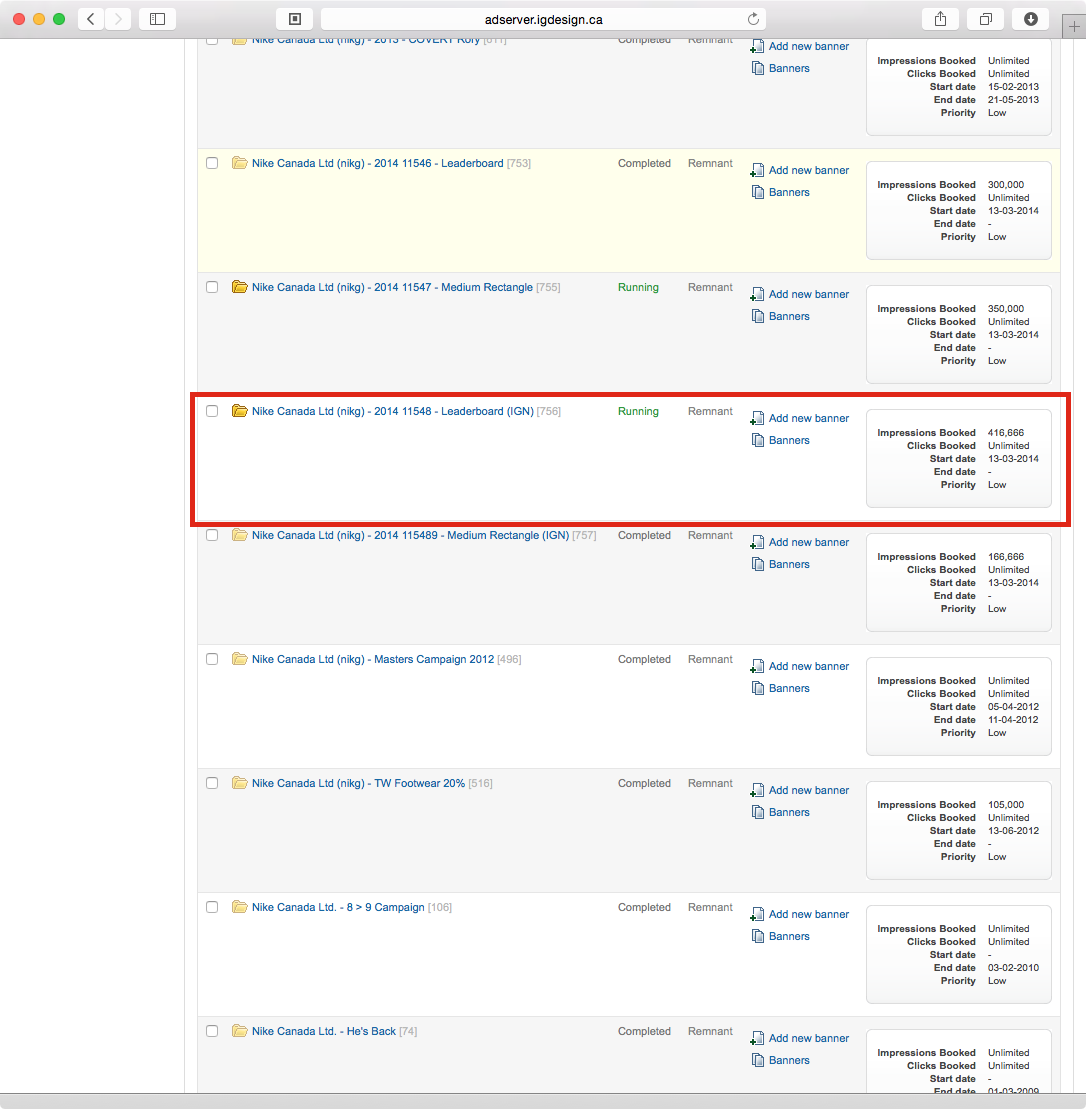 adserver.igdesign.ca
Nike Canada Ltd (nikg) - 2013 - COVERT Rory [611] Completed Remnant Add new banner
Banners
Impressions Booked Unlimited
Clicks Booked Unlimited
Start date 15-02-2013
End date 21-05-2013
Priority Low
Nike Canada Ltd (nikg) - 2014 11546 - Leaderboard [753] Completed Remnant Add new banner
Banners
Impressions Booked 300,000
Clicks Booked Unlimited
Start date 13-03-2014
End date -
Priority Low
Nike Canada Ltd (nikg) - 2014 11547 - Medium Rectangle [755] Running Remnant Add new banner
Banners
Impressions Booked 350,000
Clicks Booked Unlimited
Start date 13-03-2014
End date -
Priority Low
Nike Canada Ltd (nikg) - 2014 11548 - Leaderboard (IGN) [756] Running Remnant Add new banner
Banners
Impressions Booked 416,666
Clicks Booked Unlimited
Start date 13-03-2014
End date -
Priority Low
Nike Canada Ltd (nikg) - 2014 115489 - Medium Rectangle (IGN) [757] Completed Remnant Add new banner
Banners
Impressions Booked 166,666
Clicks Booked Unlimited
Start date 13-03-2014
End date -
Priority Low
Nike Canada Ltd (nikg) - Masters Campaign 2012 [496] Completed Remnant Add new banner
Banners
Impressions Booked Unlimited
Clicks Booked Unlimited
Start date 05-04-2012
End date 11-04-2012
Priority Low
Nike Canada Ltd (nikg) - TW Footwear 20% [516] Completed Remnant Add new banner
Banners
Impressions Booked 105,000
Clicks Booked Unlimited
Start date 13-06-2012
End date -
Priority Low
Nike Canada Ltd. - 8 > 9 Campaign [106] Completed Remnant Add new banner
Banners
Impressions Booked Unlimited
Clicks Booked Unlimited
Start date -
End date 03-02-2010
Priority Low
Nike Canada Ltd. - He's Back [74] Completed Remnant Add new banner
Banners
Impressions Booked Unlimited
Clicks Booked Unlimited
Start date -
End date 01-03-2009